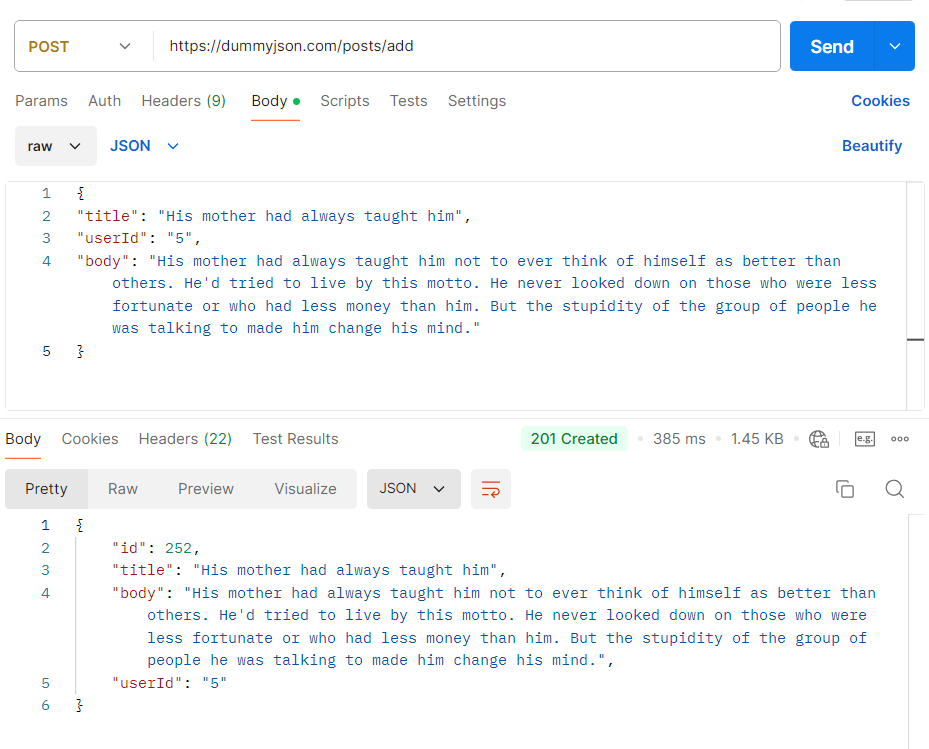 POST https://dummyjson.com/posts/add Send
Params Auth Headers (9) Body Scripts Tests Settings Cookies
raw JSON Beautify
1 {
2 "title": "His mother had always taught him",
3 "userId": "5",
4 "body": "His mother had always taught him not to ever think of himself as better than
others. He'd tried to live by this motto. He never looked down on those who were less
fortunate or who had less money than him. But the stupidity of the group of people he
was talking to made him change his mind."
5 }
Body Cookies Headers (22) Test Results 201 Created 385 ms 1.45 KB e.g.
Pretty Raw Preview Visualize JSON
1 {
2 "id": 252,
3 "title": "His mother had always taught him",
4 "body": "His mother had always taught him not to ever think of himself as better than
others. He'd tried to live by this motto. He never looked down on those who were
less fortunate or who had less money than him. But the stupidity of the group of
people he was talking to made him change his mind.",
5 "userId": "5"
6 }